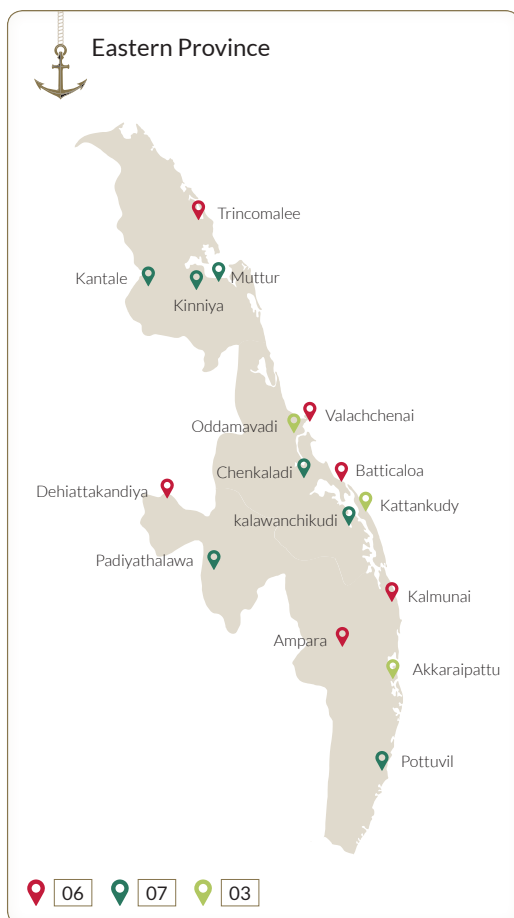 Eastern Province
Trincomalee
Kantale
Muttur
Kinniya
Valachchenai
Oddamavadi
Chenkaladi
Batticaloa
Dehiattakandiya
Kattankudy
kalawanchikudi
Padiyathalawa
Kalmunai
Ampara
Akkaraipattu
Pottuvil
06 07 03